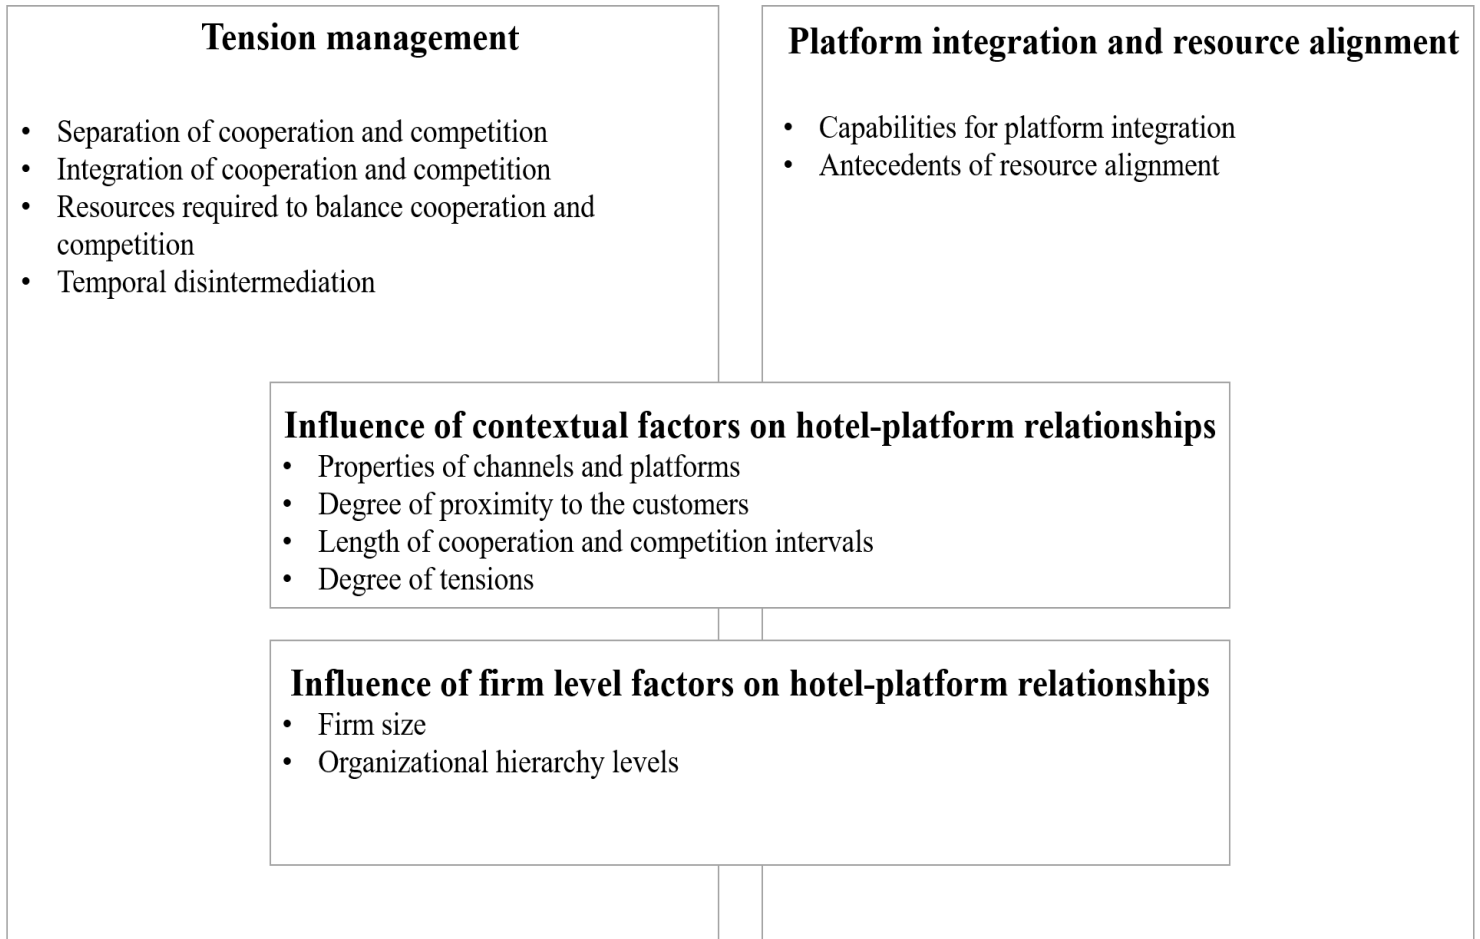 Tension management
• Separation of cooperation and competition
• Integration of cooperation and competition
• Resources required to balance cooperation and
competition
• Temporal disintermediation
Platform integration and resource alignment
• Capabilities for platform integration
• Antecedents of resource alignment
Influence of contextual factors on hotel-platform relationships
• Properties of channels and platforms
• Degree of proximity to the customers
• Length of cooperation and competition intervals
• Degree of tensions
Influence of firm level factors on hotel-platform relationships
• Firm size
• Organizational hierarchy levels